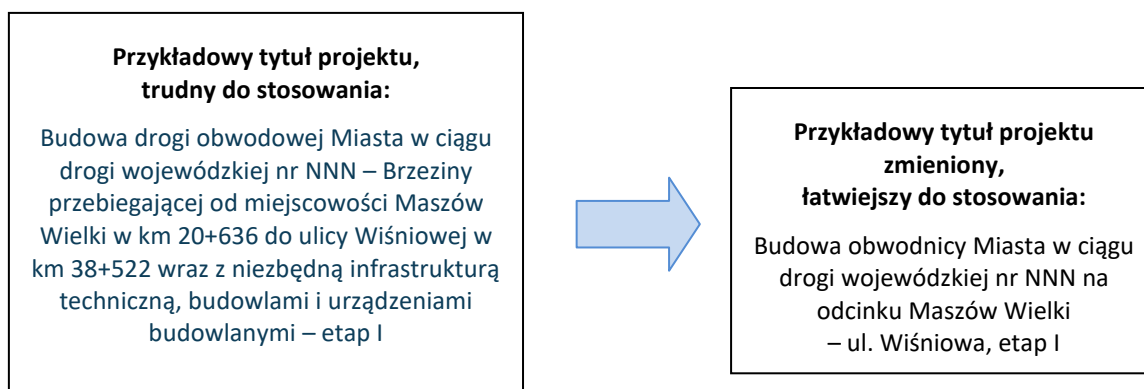 Przykładowy tytuł projektu,
trudny do stosowania:
Budowa drogi obwodowej Miasta w ciągu
drogi wojewódzkiej nr NNN – Brzeziny
przebiegającej od miejscowości Maszów
Wielki w km 20+636 do ulicy Wiśniowej w
km 38+522 wraz z niezbędną infrastrukturą
techniczną, budowlami i urządzeniami
budowlanymi – etap I
Przykładowy tytuł projektu
zmieniony,
łatwiejszy do stosowania:
Budowa obwodnicy Miasta w ciągu
drogi wojewódzkiej nr NNN na
odcinku Maszów Wielki
– ul. Wiśniowa, etap I